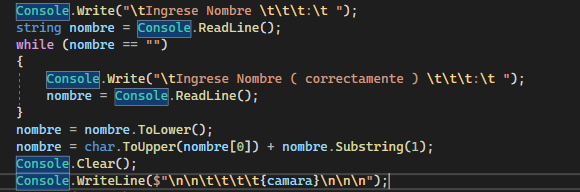 Console.Write("\tIngrese Nombre \t\t\t:\t ");
string nombre = Console.ReadLine();
while (nombre == "")
{
Console.Write("\tIngrese Nombre ( correctamente ) \t\t\t:\t ");
nombre = Console.ReadLine();
}
nombre = nombre.ToLower();
nombre = char.ToUpper(nombre[0]) + nombre.Substring(1);
Console.Clear();
Console.WriteLine($"\n\n\t\t\t\t{camara}\n\n\n");